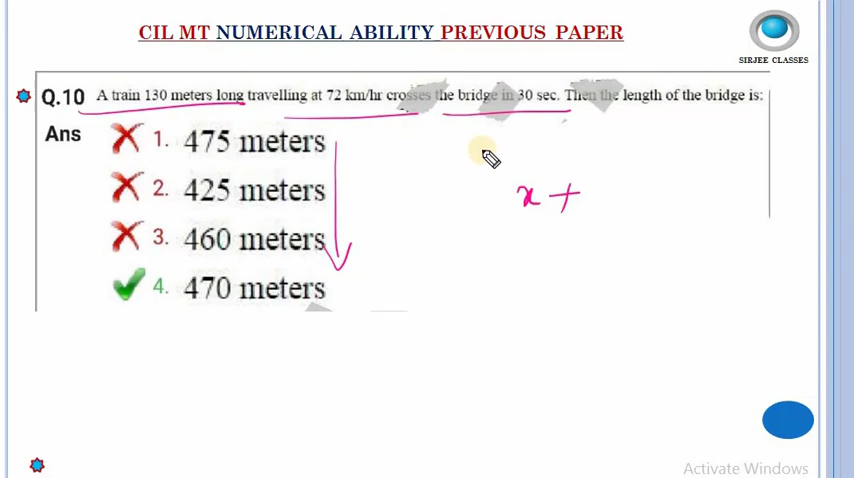 CIL MT NUMERICAL ABILITY PREVIOUS PAPER
SIRJEE CLASSES
Q.10 A train 130 meters long travelling at 72 km/hr crosses the bridge in 30 sec. Then the length of the bridge is:
Ans
1. 475 meters
2. 425 meters
3. 460 meters
4. 470 meters
x +
Activate Windows